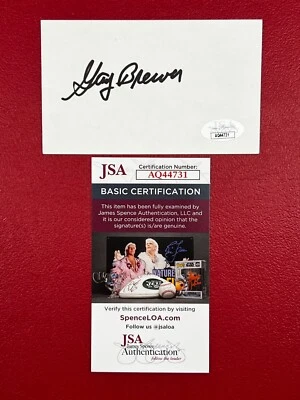 Gay Brewer
AQ44731
JSA
Certification Number:
AQ44731
BASIC CERTIFICATION
This item has been fully examined by
James Spence Authentication, LLC and
it is our considered opinion that the
signature(s) is/are genuine.
NATURE
Verify this certification by visiting
SpenceLOA.com
Follow us @jsaloa
JSA
James Spence
Authentication